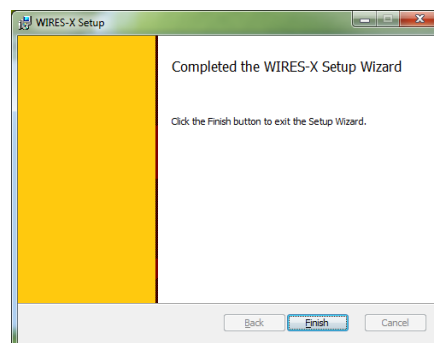 WIRES-X Setup
Completed the WIRES-X Setup Wizard
Click the Finish button to exit the Setup Wizard.
Back Finish Cancel